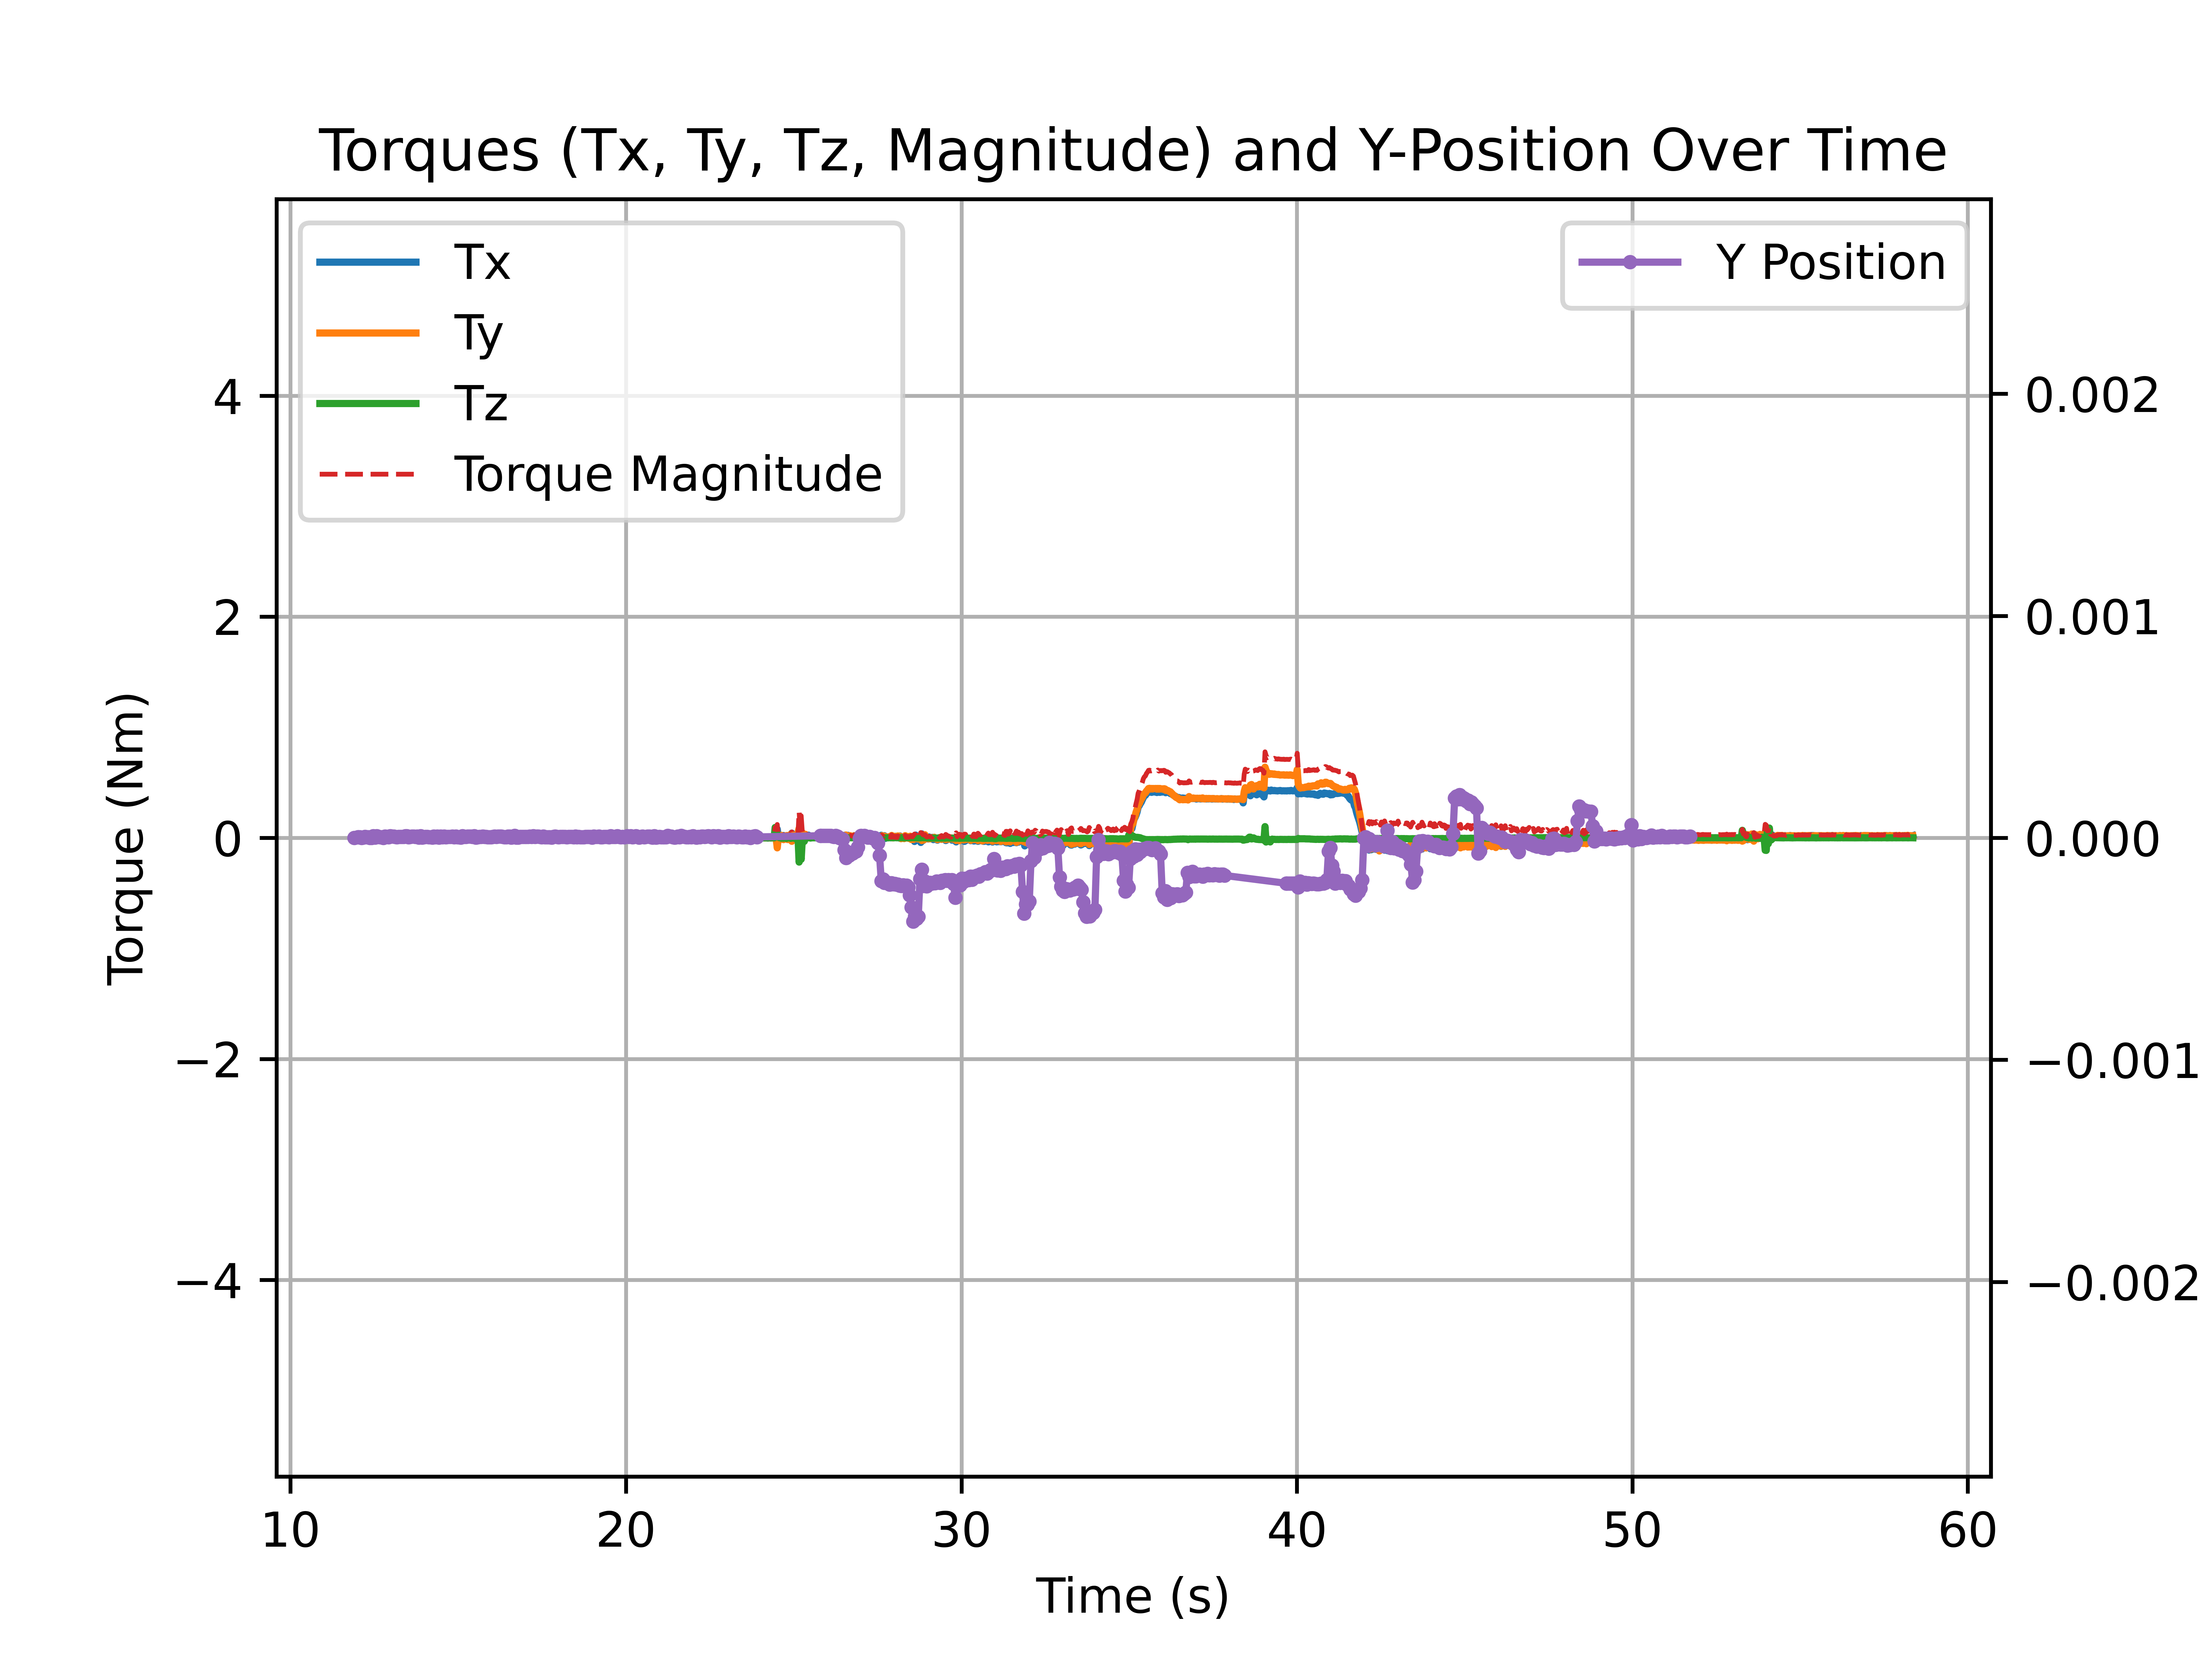 Torques (Tx, Ty, Tz, Magnitude) and Y-Position Over Time
Tx
Ty
Tz
Torque Magnitude
Y Position
4
2
0
−2
−4
Torque (Nm)
0.002
0.001
0.000
−0.001
−0.002
10 20 30 40 50 60
Time (s)